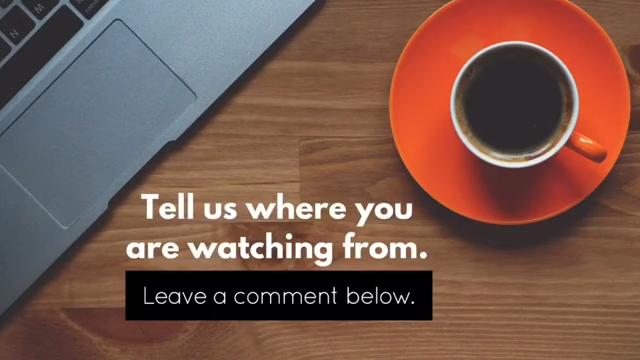 Tell us where you
are watching from.
Leave a comment below.